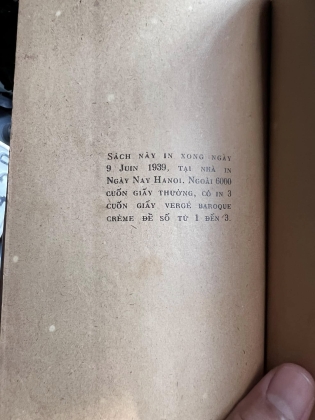 SÁCH NÀY IN XONG NGÀY
9 JUIN 1939, TẠI NHÀ IN
NGÀY NAY HANOI. NGOÀI 6000
CUỐN GIẤY THƯỜNG, CÓ IN 3
CUỐN GIẤY VERGÉ BAROQUE
CRÈME ĐỀ SỐ TỪ 1 ĐẾN 3.